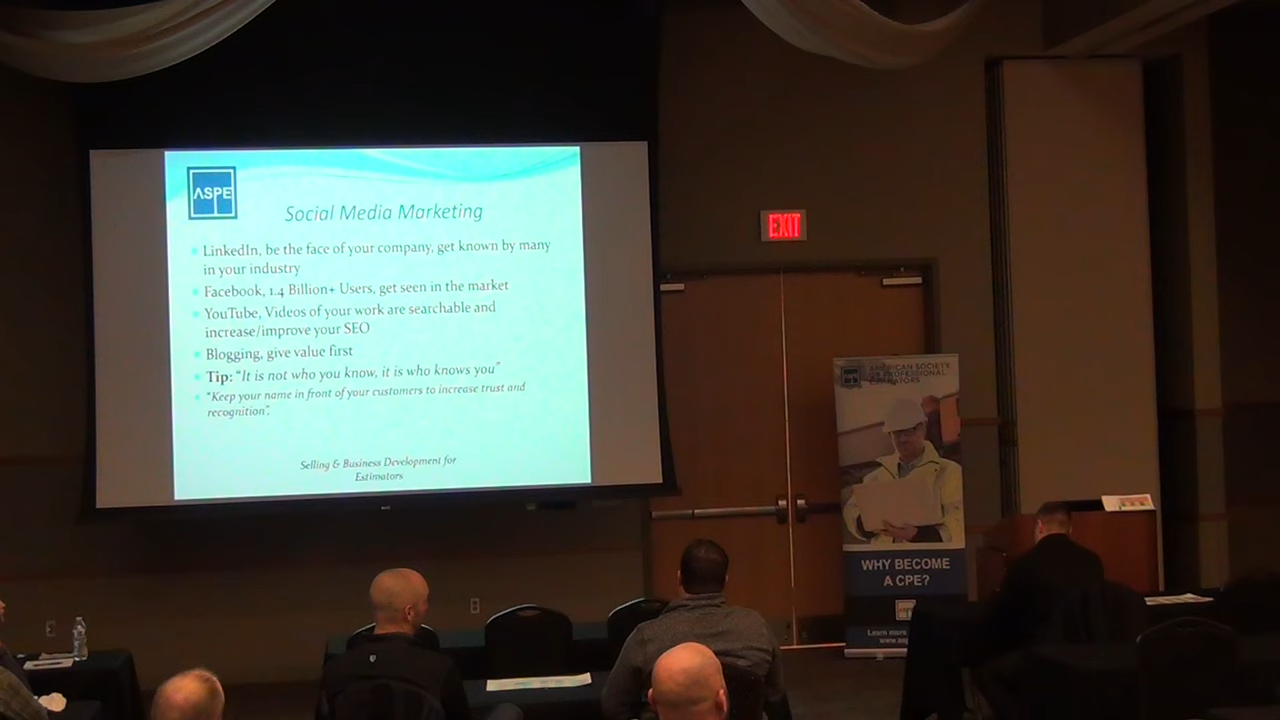 ASPE
Social Media Marketing
LinkedIn, be the face of your company, get known by many
in your industry
Facebook, 1.4 Billion+ Users, get seen in the market
YouTube, Videos of your work are searchable and
increase/improve your SEO
Blogging, give value first
Tip: "It is not who you know, it is who knows you"
"Keep your name in front of your customers to increase trust and
recognition".
Selling & Business Development for
Estimators
EXIT
AMERICAN SOCIETY
OF PROFESSIONAL
ESTIMATORS
WHY BECOME
A CPE?
Learn more
www.asp